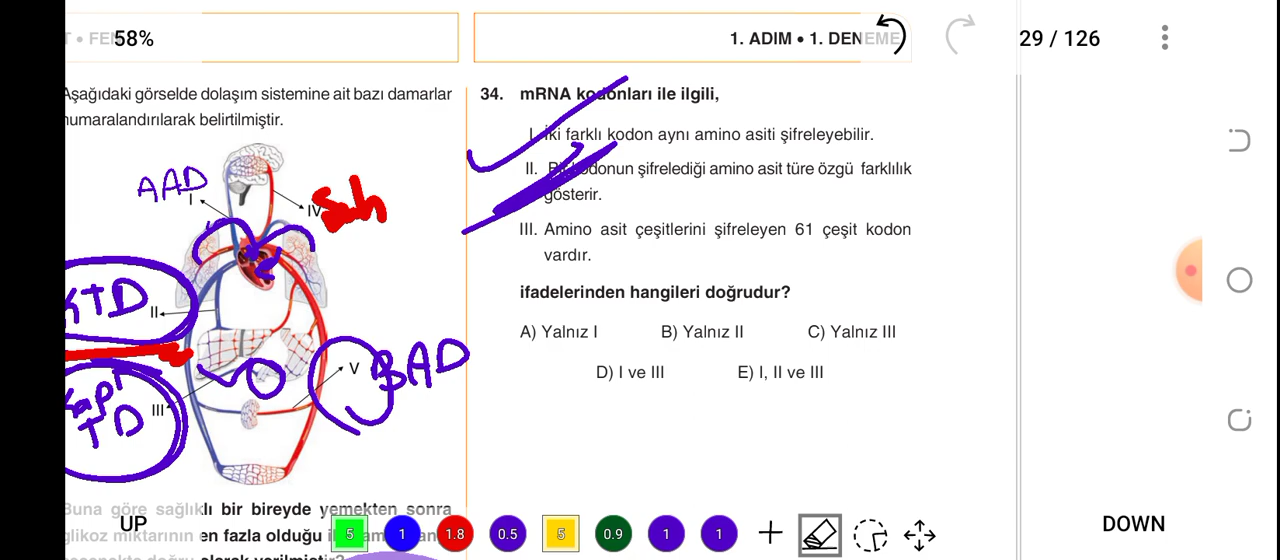 58%
1. ADIM • 1. DENEME
29 / 126
Aşağıdaki görselde dolaşım sistemine ait bazı damarlar
numaralandırılarak belirtilmiştir.
AAD
I
IV
Sah
KTD
II
V
BAD
Kap
TD
III
Buna göre sağlıklı bir bireyde yemekten sonra
glikoz miktarının en fazla olduğu
34. mRNA kodonları ile ilgili,
I. İki farklı kodon aynı amino asiti şifreleyebilir.
II. Bir kodonun şifrelediği amino asit türe özgü farklılık
gösterir.
III. Amino asit çeşitlerini şifreleyen 61 çeşit kodon
vardır.
ifadelerinden hangileri doğrudur?
A) Yalnız I B) Yalnız II C) Yalnız III
D) I ve III E) I, II ve III
UP
5 1 1.8 0.5 5 0.9 1 1
DOWN